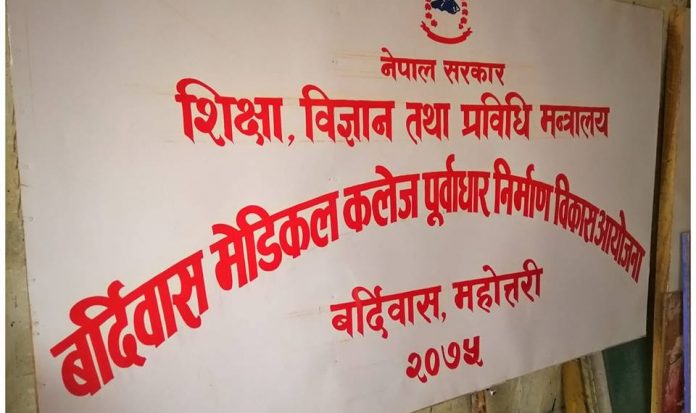 नेपाल सरकार
शिक्षा, विज्ञान तथा प्रविधि मन्त्रालय
बर्दिवास मेडिकल कलेज पूर्वाधार निर्माण विकास आयोजना
बर्दिवास, महोत्तरी
२०७५